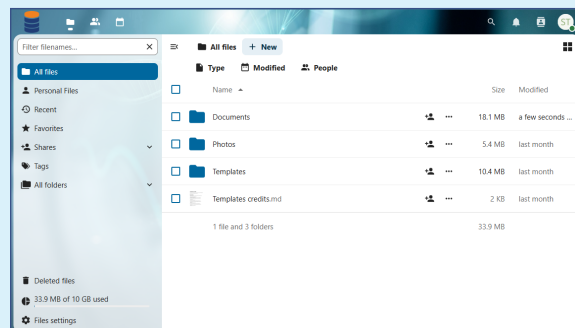 ST
Filter filenames...
All files
+ New
All files
Type Modified People
Personal Files
Name Size Modified
Recent
Documents 18.1 MB a few seconds ...
Favorites
Shares
Photos 5.4 MB last month
Tags
Templates 10.4 MB last month
All folders
Templates credits.md 2 KB last month
1 file and 3 folders 33.9 MB
Deleted files
33.9 MB of 10 GB used
Files settings